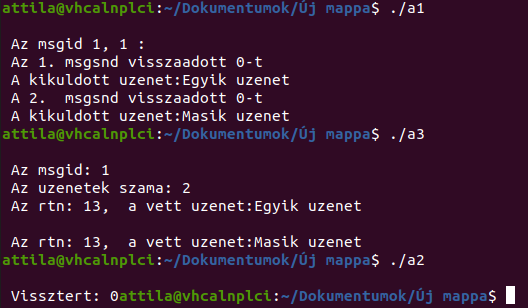 attila@vhcalnplci:~/Dokumentumok/Új mappa$ ./a1
Az msgid 1, 1 :
Az 1. msgsnd visszaadott 0-t
A kikuldott uzenet:Egyik uzenet
A 2.  msgsnd visszaadott 0-t
A kikuldott uzenet:Masik uzenet
attila@vhcalnplci:~/Dokumentumok/Új mappa$ ./a3
Az msgid: 1
Az uzenetek szama: 2
Az rtn: 13,  a vett uzenet:Egyik uzenet
Az rtn: 13,  a vett uzenet:Masik uzenet
attila@vhcalnplci:~/Dokumentumok/Új mappa$ ./a2
Vissztert: 0attila@vhcalnplci:~/Dokumentumok/Új mappa$